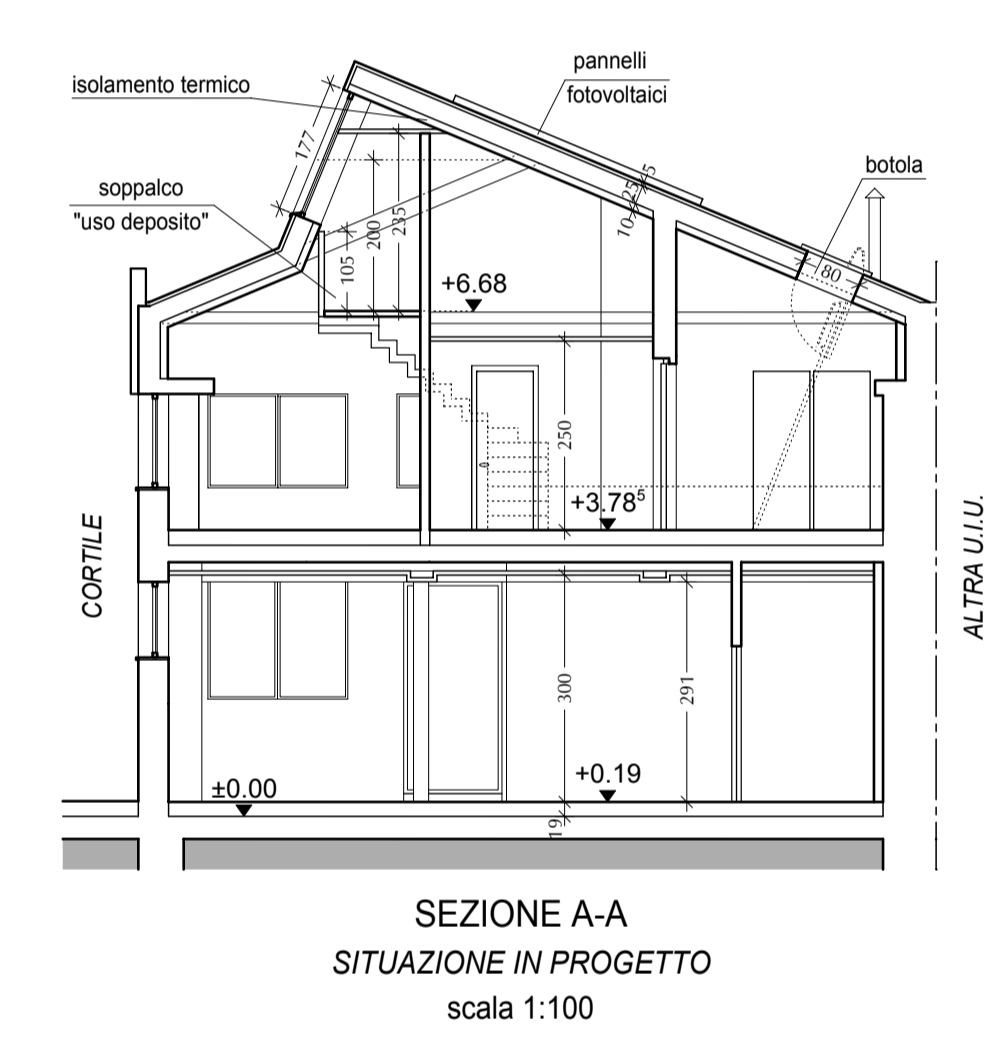 pannelli
fotovoltaici
isolamento termico
177
botola
soppalco
"uso deposito"
5
25
10
235
200
105
80
+6.68
250
+3.78⁵
CORTILE
ALTRA U.I.U.
300
291
±0.00
+0.19
19
SEZIONE A-A
SITUAZIONE IN PROGETTO
scala 1:100